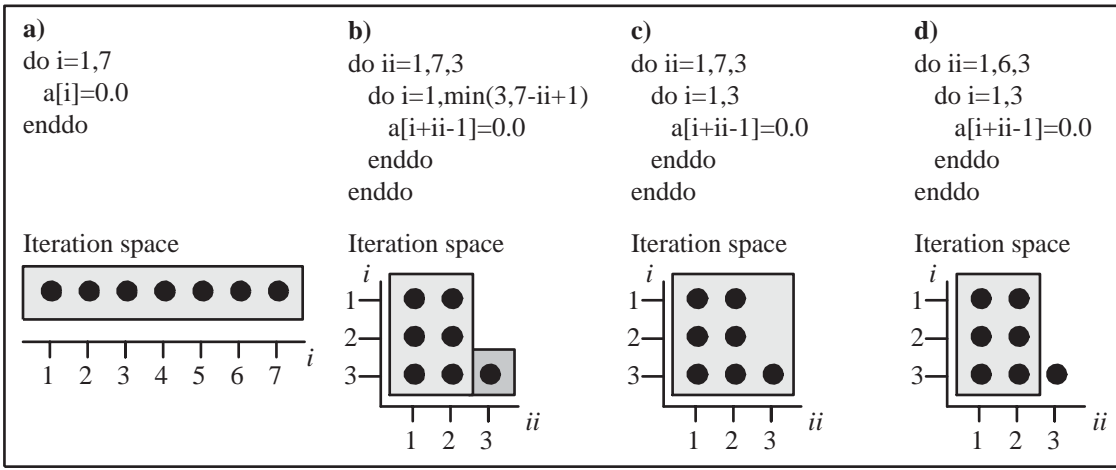 a)
do i=1,7
a[i]=0.0
enddo
Iteration space
1 2 3 4 5 6 7
i
b)
do ii=1,7,3
do i=1,min(3,7-ii+1)
a[i+ii-1]=0.0
enddo
enddo
Iteration space
i
1
2
3
1 2 3
ii
c)
do ii=1,7,3
do i=1,3
a[i+ii-1]=0.0
enddo
enddo
Iteration space
i
1
2
3
1 2 3
ii
d)
do ii=1,6,3
do i=1,3
a[i+ii-1]=0.0
enddo
enddo
Iteration space
i
1
2
3
1 2 3
ii